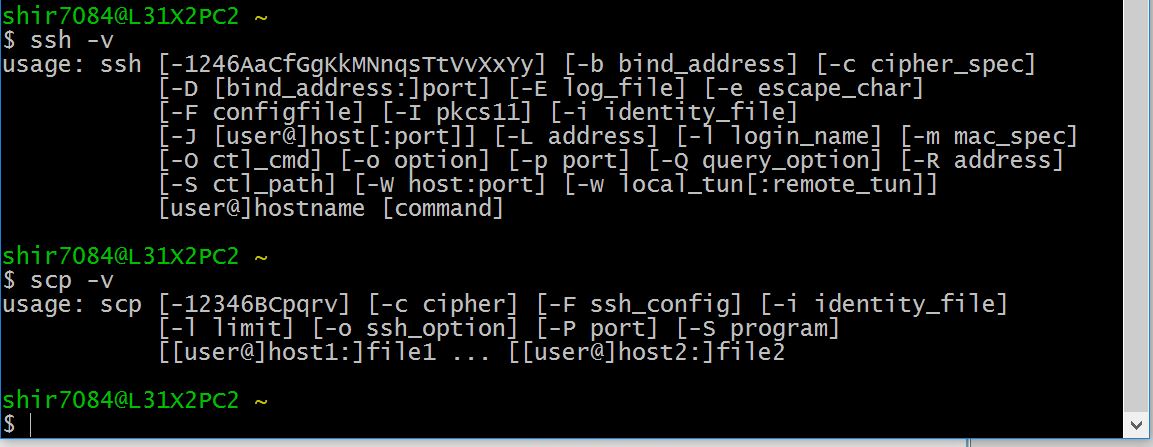 shir7084@L31X2PC2 ~
$ ssh -v
usage: ssh [-1246AaCfGgKkMNnqsTtVvXxYy] [-b bind_address] [-c cipher_spec]
           [-D [bind_address:]port] [-E log_file] [-e escape_char]
           [-F configfile] [-I pkcs11] [-i identity_file]
           [-J [user@]host[:port]] [-L address] [-l login_name] [-m mac_spec]
           [-O ctl_cmd] [-o option] [-p port] [-Q query_option] [-R address]
           [-S ctl_path] [-W host:port] [-w local_tun[:remote_tun]]
           [user@]hostname [command]
shir7084@L31X2PC2 ~
$ scp -v
usage: scp [-12346BCpqrv] [-c cipher] [-F ssh_config] [-i identity_file]
           [-l limit] [-o ssh_option] [-P port] [-S program]
           [[user@]host1:]file1 ... [[user@]host2:]file2
shir7084@L31X2PC2 ~
$